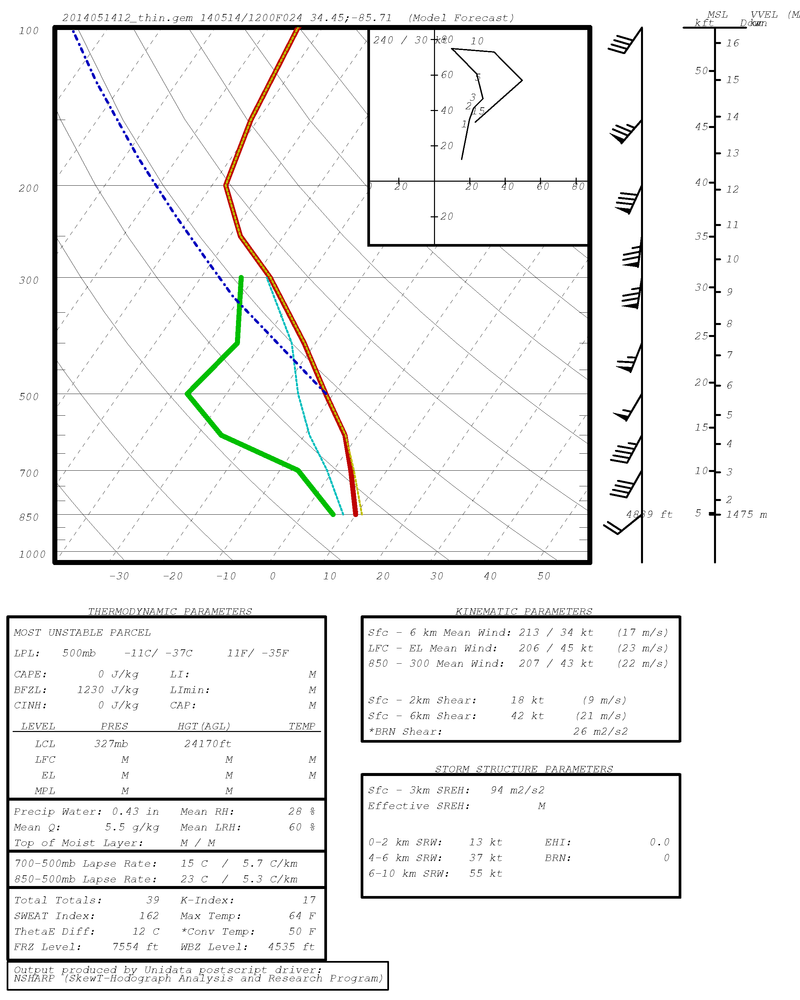 2014051412_thin.gem 140514/1200F024 34.45;-85.71 (Model Forecast)
MSL VVEL
kft
100
200
300
500
700
850
1000
-30 -20 -10 0 10 20 30 40 50
240 / 30 kt
80
60
40
20
20
20 20 40 60 80
1
2
3
5
10
15
16
50
15
14
45
13
40
12
11
35
10
30
9
8
25
7
20
6
5
15
4
10
3
2
4839 ft 5 1475 m
THERMODYNAMIC PARAMETERS
MOST UNSTABLE PARCEL
LPL: 500mb -11C/ -37C 11F/ -35F
CAPE: 0 J/kg LI: M
BFZL: 1230 J/kg LImin: M
CINH: 0 J/kg CAP: M
LEVEL PRES HGT(AGL) TEMP
LCL 327mb 24170ft
LFC M M M
EL M M M
MPL M M
Precip Water: 0.43 in Mean RH: 28 %
Mean Q: 5.5 g/kg Mean LRH: 60 %
Top of Moist Layer: M / M
700-500mb Lapse Rate: 15 C / 5.7 C/km
850-500mb Lapse Rate: 23 C / 5.3 C/km
Total Totals: 39 K-Index: 17
SWEAT Index: 162 Max Temp: 64 F
ThetaE Diff: 12 C *Conv Temp: 50 F
FRZ Level: 7554 ft WBZ Level: 4535 ft
Output produced by Unidata postscript driver:
NSHARP (SkewT-Hodograph Analysis and Research Program)
KINEMATIC PARAMETERS
Sfc - 6 km Mean Wind: 213 / 34 kt (17 m/s)
LFC - EL Mean Wind: 206 / 45 kt (23 m/s)
850 - 300 Mean Wind: 207 / 43 kt (22 m/s)
Sfc - 2km Shear: 18 kt (9 m/s)
Sfc - 6km Shear: 42 kt (21 m/s)
*BRN Shear: 26 m2/s2
STORM STRUCTURE PARAMETERS
Sfc - 3km SREH: 94 m2/s2
Effective SREH: M
0-2 km SRW: 13 kt EHI: 0.0
4-6 km SRW: 37 kt BRN: 0
6-10 km SRW: 55 kt